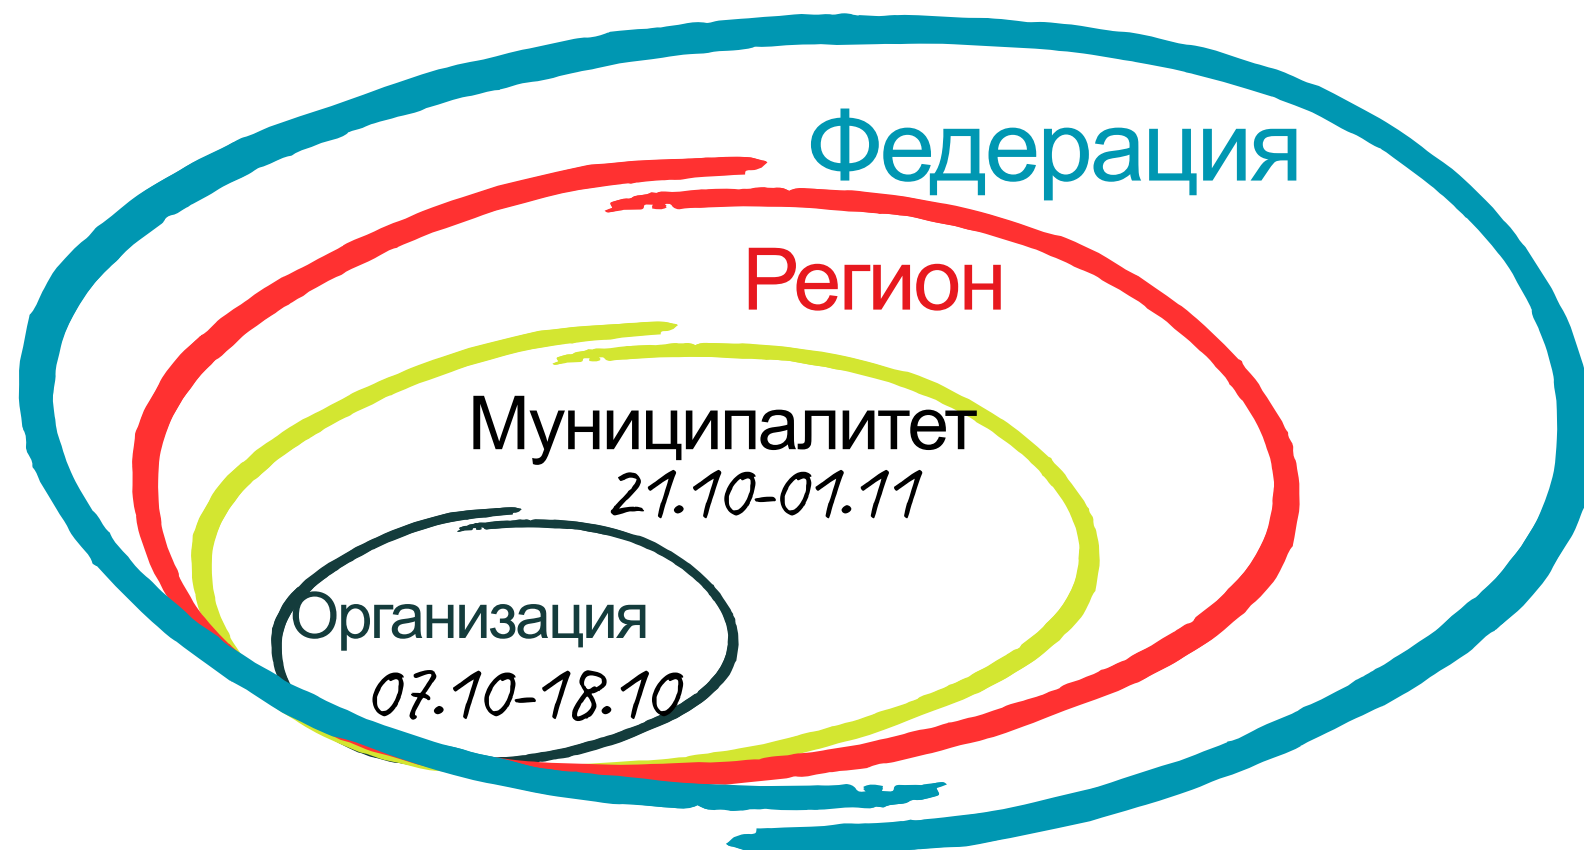 Федерация
Регион
Муниципалитет
21.10-01.11
Организация
07.10-18.10